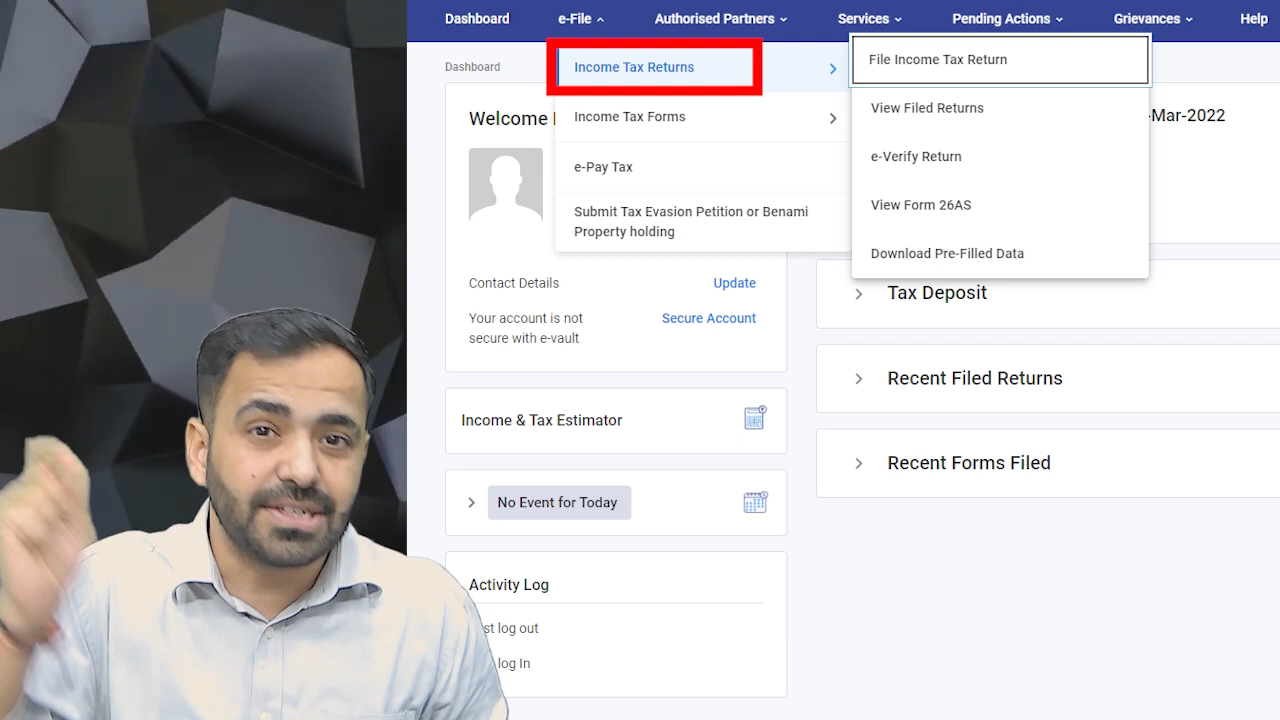 Dashboard e-File Authorised Partners Services Pending Actions Grievances Help
Dashboard
Income Tax Returns
Income Tax Forms
e-Pay Tax
Submit Tax Evasion Petition or Benami
Property holding
File Income Tax Return
View Filed Returns
e-Verify Return
View Form 26AS
Download Pre-Filled Data
Welcome
-Mar-2022
Contact Details Update
Your account is not
secure with e-vault
Secure Account
Income & Tax Estimator
No Event for Today
Activity Log
log out
log In
Tax Deposit
Recent Filed Returns
Recent Forms Filed